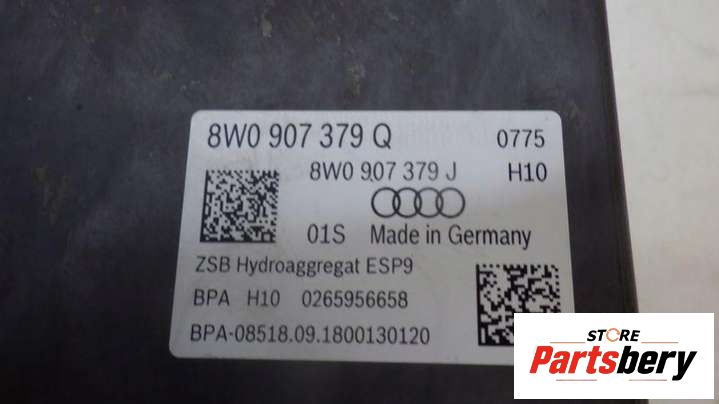 8W0 907 379 Q 0775
8W0 907 379 J H10
01S Made in Germany
ZSB Hydroaggregat ESP9
BPA H10 0265956658
BPA-08518.09.1800130120
STORE
Partsbery